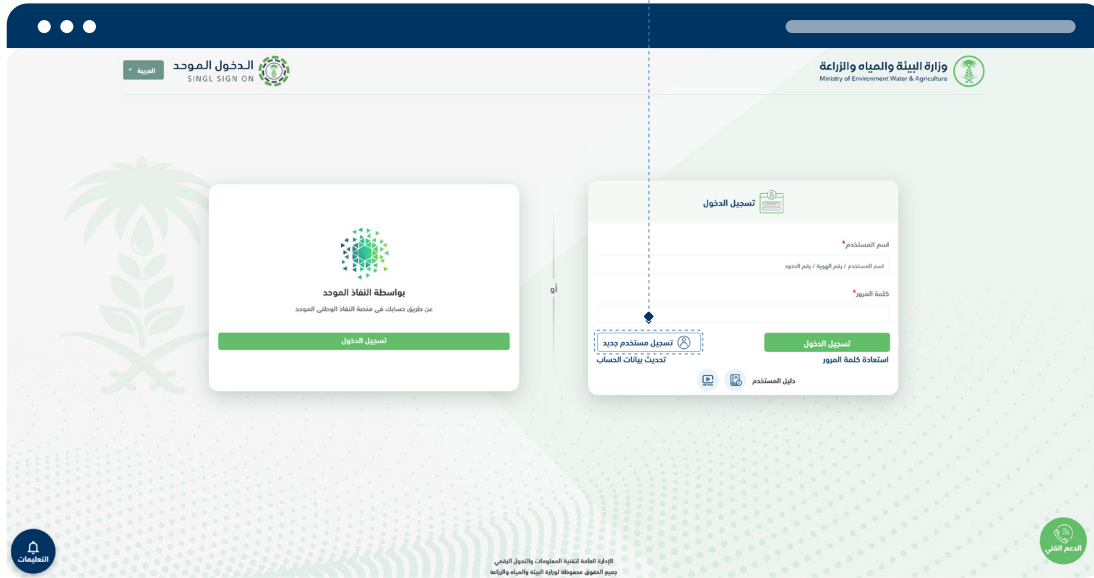 وزارة البيئة والمياه والزراعة
Ministry of Environment Water & Agriculture
الدخول الموحد
SINGL SIGN ON
العربية
تسجيل الدخول
اسم المستخدم*
اسم المستخدم / رقم الهوية / رقم الحدود
كلمة المرور*
تسجيل الدخول
تسجيل مستخدم جديد
استعادة كلمة المرور
تحديث بيانات الحساب
دليل المستخدم
أو
بواسطة النفاذ الموحد
عن طريق حسابك في منصة النفاذ الوطني الموحد
تسجيل الدخول
الدعم الفني
التعليمات
الإدارة العامة لتقنية المعلومات والتحول الرقمي
جميع الحقوق محفوظة لوزارة البيئة والمياه والزراعة